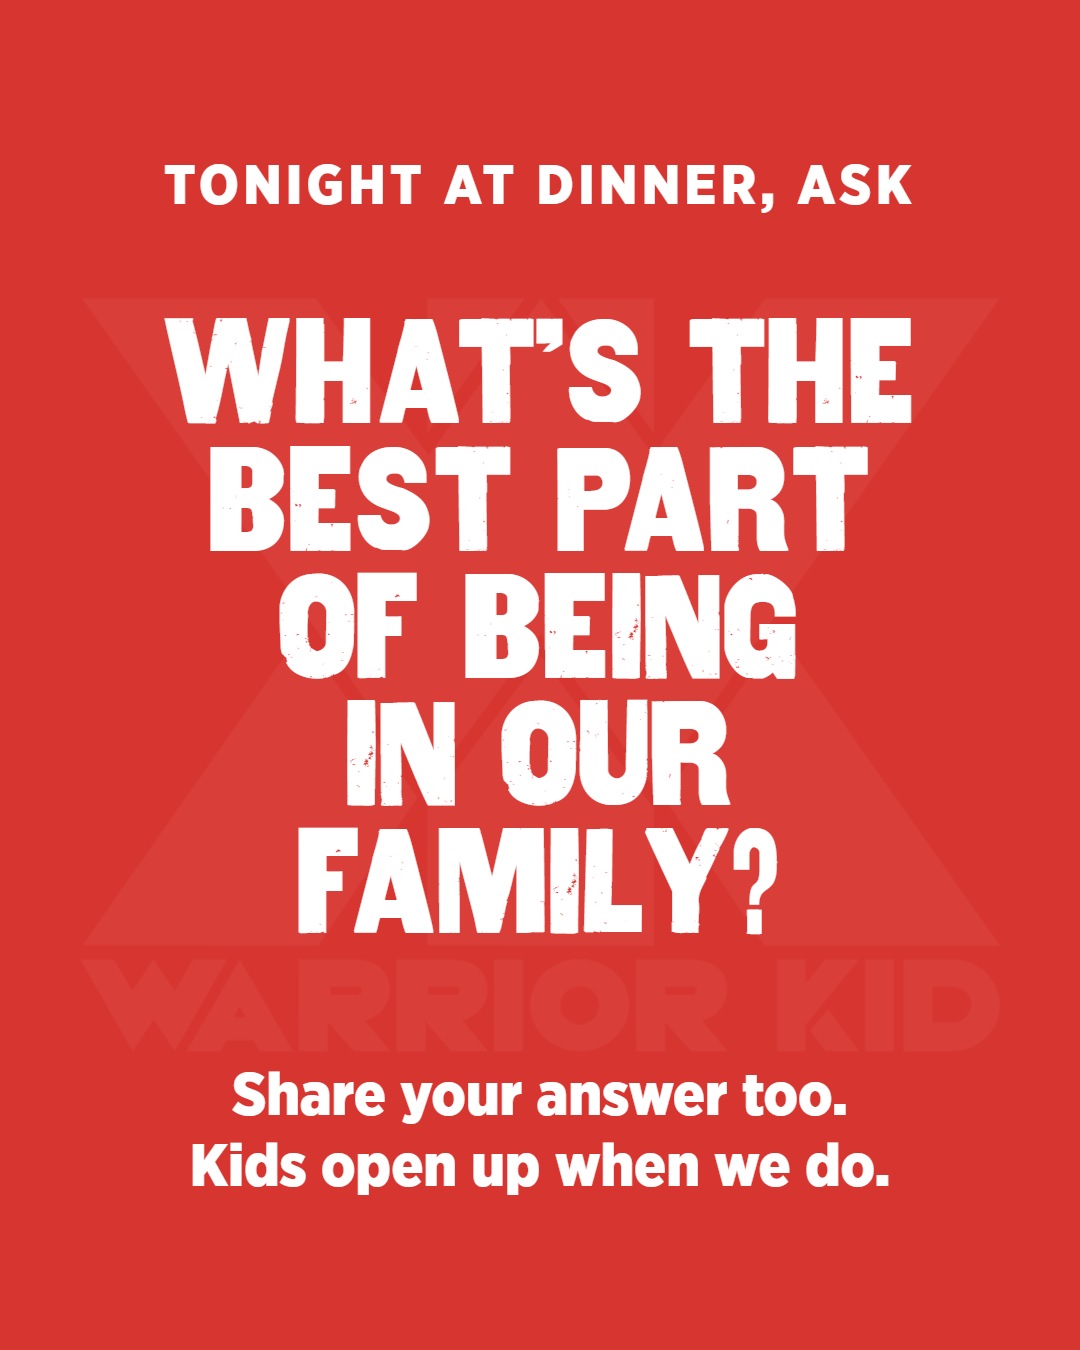 TONIGHT AT DINNER, ASK
WHAT'S THE
BEST PART
OF BEING
IN OUR
FAMILY?
WARRIOR KID
Share your answer too.
Kids open up when we do.